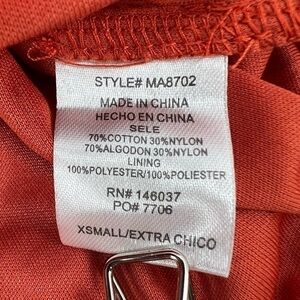 STYLE# MA8702
MADE IN CHINA
HECHO EN CHINA
SELE
70%COTTON 30%NYLON
70%ALGODON 30%NYLON
LINING
100%POLYESTER/100%POLIESTER
RN# 146037
PO# 7706
XSMALL/EXTRA CHICO